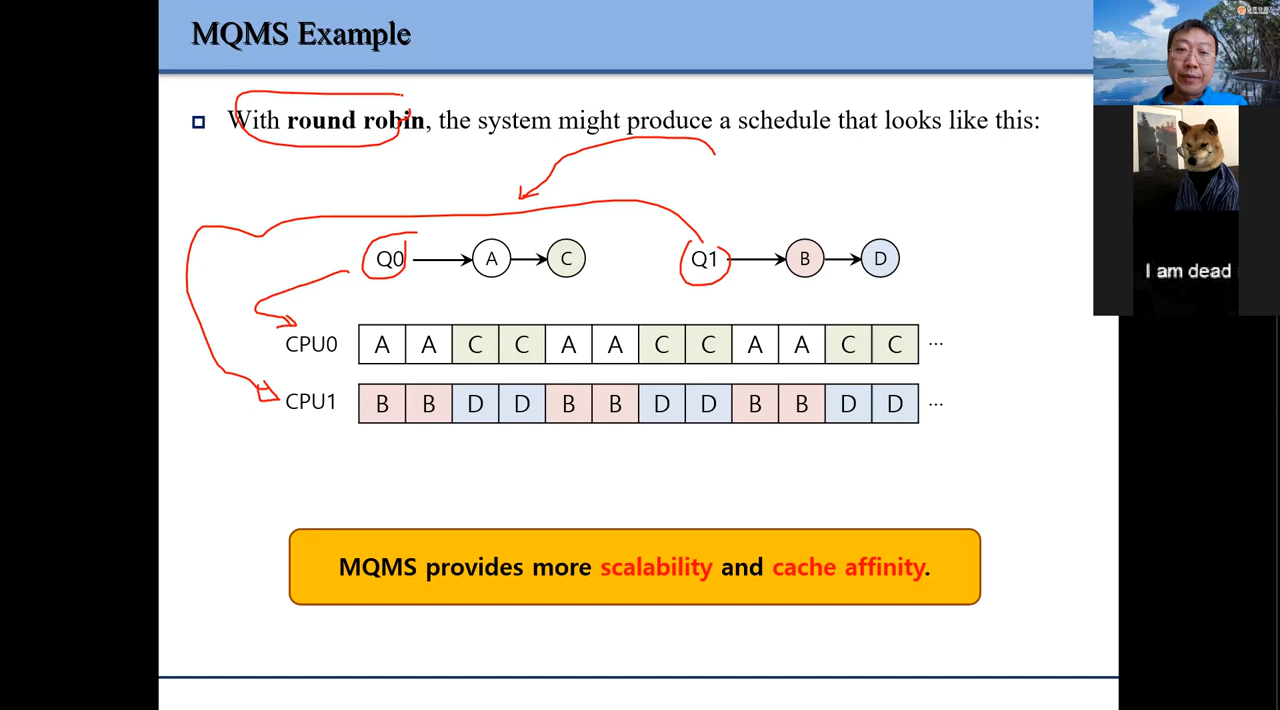 MQMS Example
With round robin, the system might produce a schedule that looks like this:
Q0 A C Q1 B D
CPU0 A A C C A A C C A A C C ...
CPU1 B B D D B B D D B B D D ...
MQMS provides more scalability and cache affinity.
I am dead